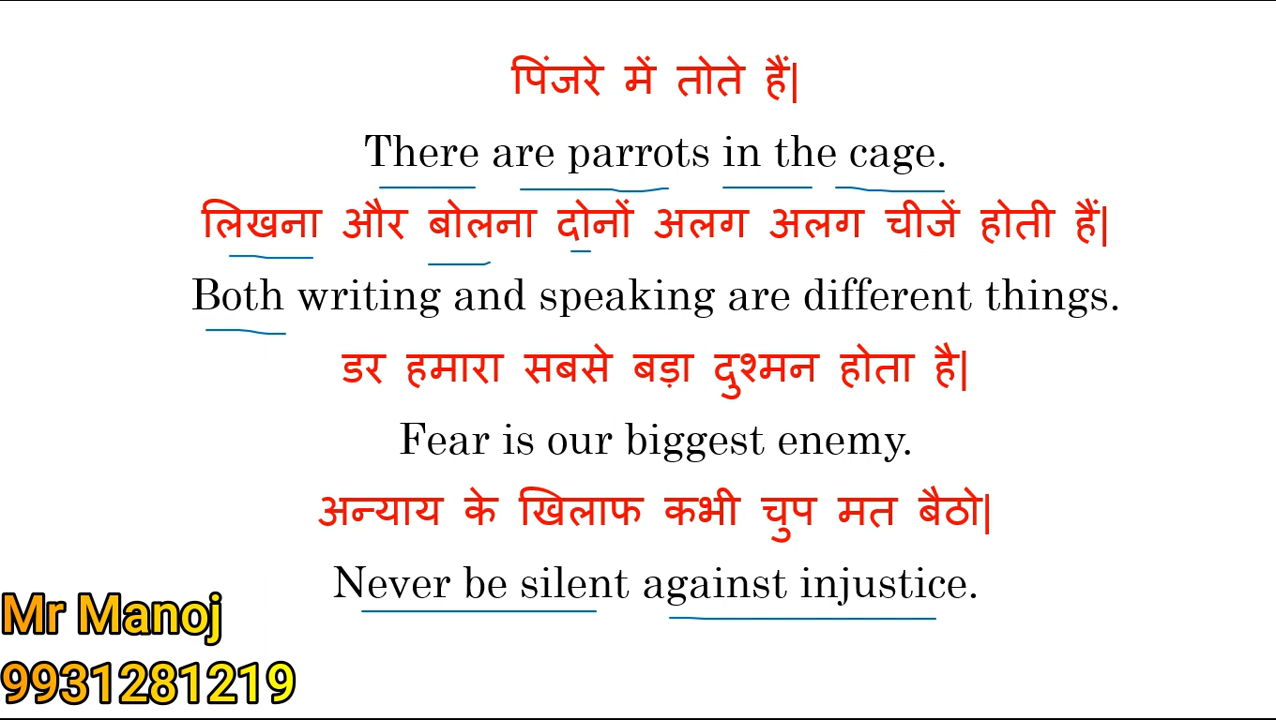 पिंजरे में तोते हैं|
There are parrots in the cage.
लिखना और बोलना दोनों अलग अलग चीजें होती हैं|
Both writing and speaking are different things.
डर हमारा सबसे बड़ा दुश्मन होता है|
Fear is our biggest enemy.
अन्याय के खिलाफ कभी चुप मत बैठो|
Never be silent against injustice.
Mr Manoj
9931281219